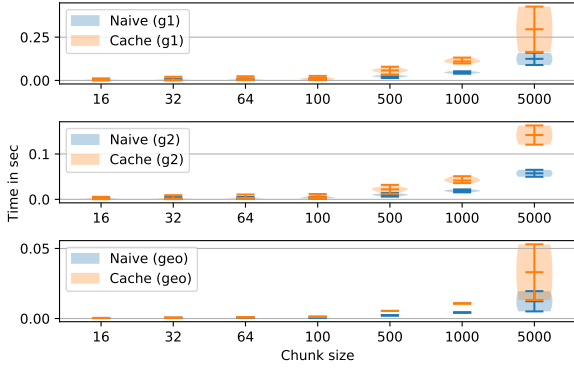 Naive (g1)
Cache (g1)
0.25
0.00
16 32 64 100 500 1000 5000
Naive (g2)
Cache (g2)
0.1
0.0
16 32 64 100 500 1000 5000
Time in sec
Naive (geo)
Cache (geo)
0.05
0.00
16 32 64 100 500 1000 5000
Chunk size